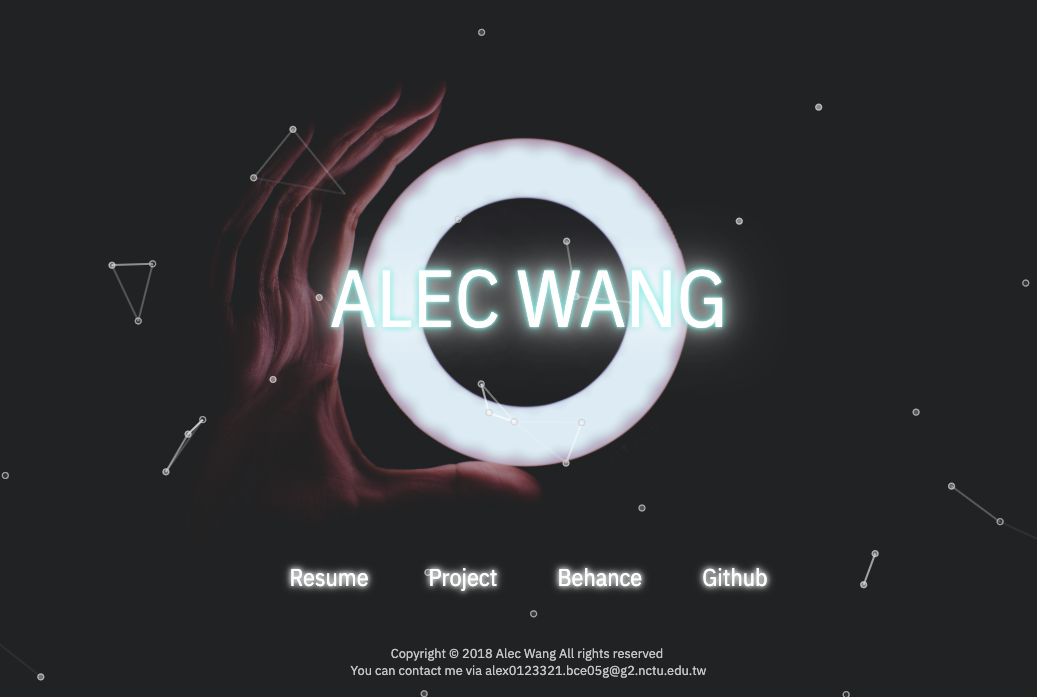 ALEC WANG
Resume Project Behance Github
Copyright © 2018 Alec Wang All rights reserved
You can contact me via alex0123321.bce05g@g2.nctu.edu.tw